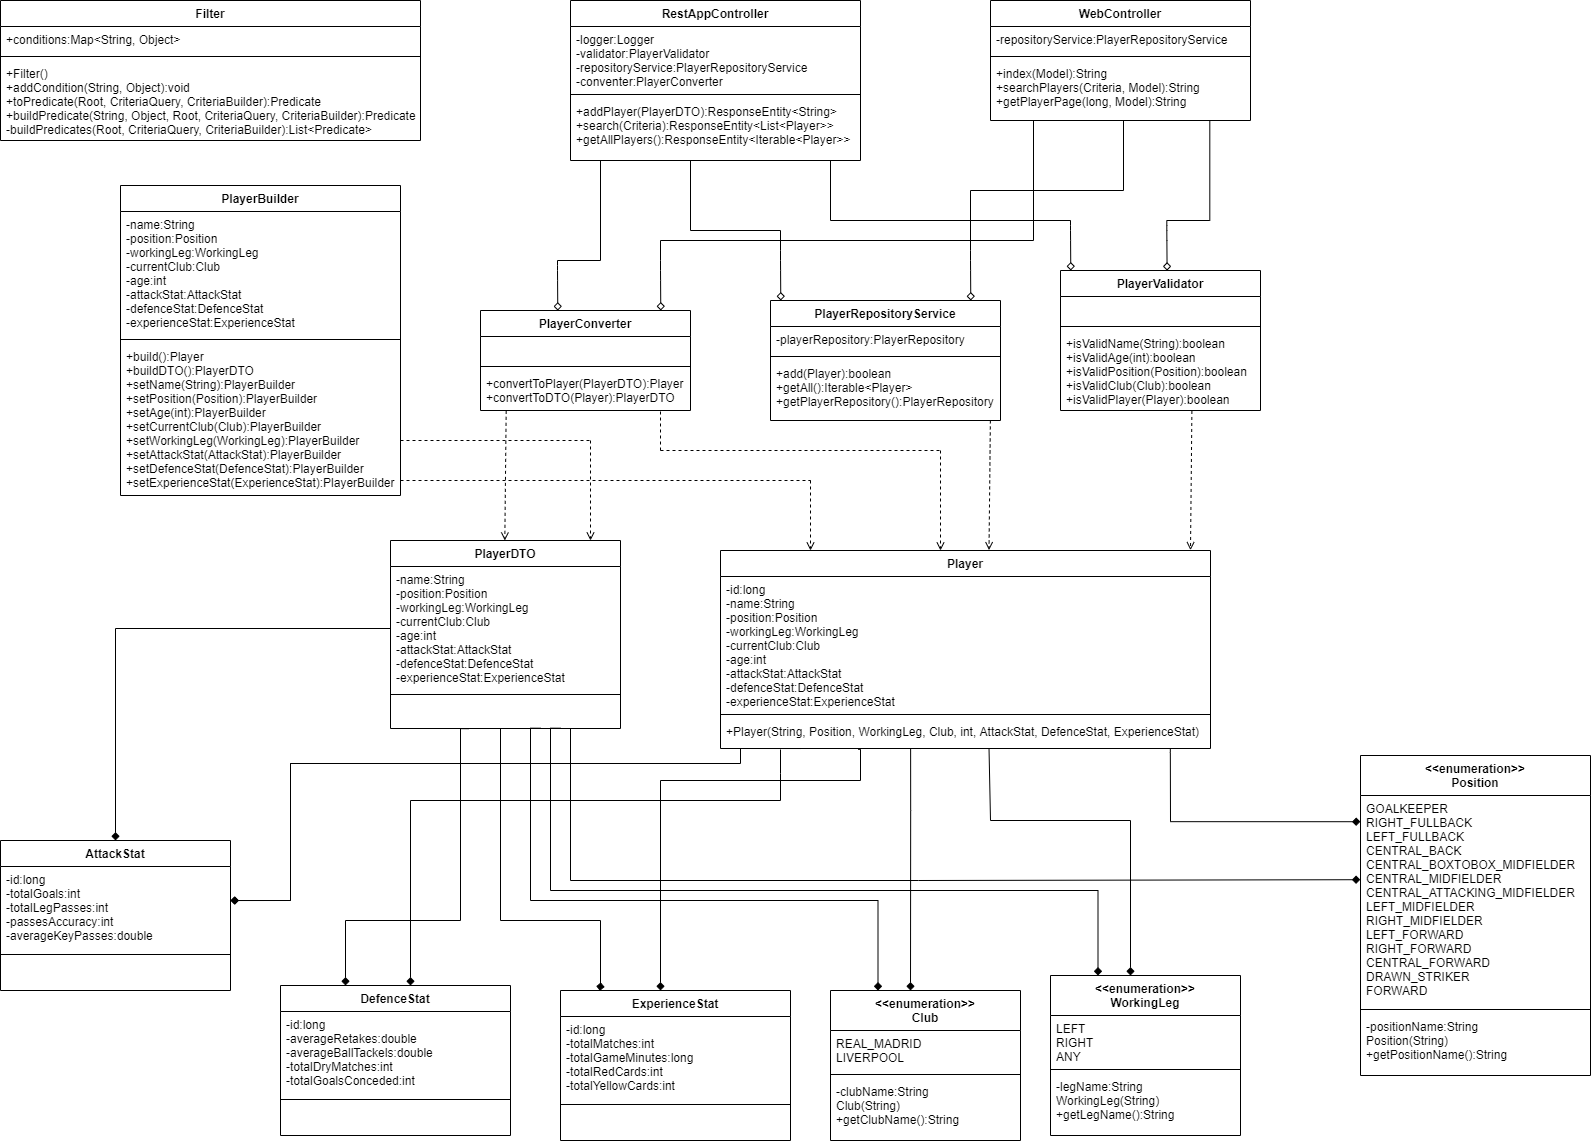 Filter
+conditions:Map<String, Object>
+Filter()
+addCondition(String, Object):void
+toPredicate(Root, CriteriaQuery, CriteriaBuilder):Predicate
+buildPredicate(String, Object, Root, CriteriaQuery, CriteriaBuilder):Predicate
-buildPredicates(Root, CriteriaQuery, CriteriaBuilder):List<Predicate>
RestAppController
-logger:Logger
-validator:PlayerValidator
-repositoryService:PlayerRepositoryService
-conventer:PlayerConverter
+addPlayer(PlayerDTO):ResponseEntity<String>
+search(Criteria):ResponseEntity<List<Player>>
+getAllPlayers():ResponseEntity<Iterable<Player>>
WebController
-repositoryService:PlayerRepositoryService
+index(Model):String
+searchPlayers(Criteria, Model):String
+getPlayerPage(long, Model):String
PlayerBuilder
-name:String
-position:Position
-workingLeg:WorkingLeg
-currentClub:Club
-age:int
-attackStat:AttackStat
-defenceStat:DefenceStat
-experienceStat:ExperienceStat
+build():Player
+buildDTO():PlayerDTO
+setName(String):PlayerBuilder
+setPosition(Position):PlayerBuilder
+setAge(int):PlayerBuilder
+setCurrentClub(Club):PlayerBuilder
+setWorkingLeg(WorkingLeg):PlayerBuilder
+setAttackStat(AttackStat):PlayerBuilder
+setDefenceStat(DefenceStat):PlayerBuilder
+setExperienceStat(ExperienceStat):PlayerBuilder
PlayerConverter
+convertToPlayer(PlayerDTO):Player
+convertToDTO(Player):PlayerDTO
PlayerRepositoryService
-playerRepository:PlayerRepository
+add(Player):boolean
+getAll():Iterable<Player>
+getPlayerRepository():PlayerRepository
PlayerValidator
+isValidName(String):boolean
+isValidAge(int):boolean
+isValidPosition(Position):boolean
+isValidClub(Club):boolean
+isValidPlayer(Player):boolean
PlayerDTO
-name:String
-position:Position
-workingLeg:WorkingLeg
-currentClub:Club
-age:int
-attackStat:AttackStat
-defenceStat:DefenceStat
-experienceStat:ExperienceStat
Player
-id:long
-name:String
-position:Position
-workingLeg:WorkingLeg
-currentClub:Club
-age:int
-attackStat:AttackStat
-defenceStat:DefenceStat
-experienceStat:ExperienceStat
+Player(String, Position, WorkingLeg, Club, int, AttackStat, DefenceStat, ExperienceStat)
<<enumeration>>
Position
GOALKEEPER
RIGHT_FULLBACK
LEFT_FULLBACK
CENTRAL_BACK
CENTRAL_BOXTOBOX_MIDFIELDER
CENTRAL_MIDFIELDER
CENTRAL_ATTACKING_MIDFIELDER
LEFT_MIDFIELDER
RIGHT_MIDFIELDER
LEFT_FORWARD
RIGHT_FORWARD
CENTRAL_FORWARD
DRAWN_STRIKER
FORWARD
-positionName:String
Position(String)
+getPositionName():String
AttackStat
-id:long
-totalGoals:int
-totalLegPasses:int
-passesAccuracy:int
-averageKeyPasses:double
DefenceStat
-id:long
-averageRetakes:double
-averageBallTackels:double
-totalDryMatches:int
-totalGoalsConceded:int
ExperienceStat
-id:long
-totalMatches:int
-totalGameMinutes:long
-totalRedCards:int
-totalYellowCards:int
<<enumeration>>
Club
REAL_MADRID
LIVERPOOL
-clubName:String
Club(String)
+getClubName():String
<<enumeration>>
WorkingLeg
LEFT
RIGHT
ANY
-legName:String
WorkingLeg(String)
+getLegName():String